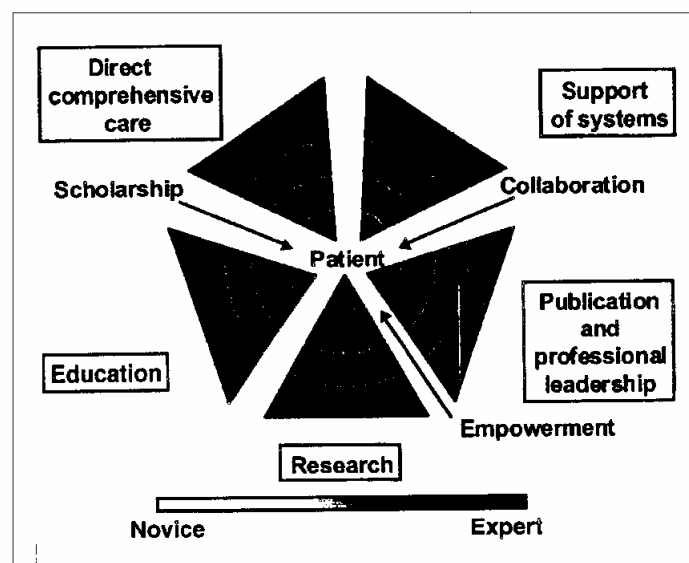 Direct
comprehensive
care
Support
of systems
Scholarship
Collaboration
Patient
Publication
and
professional
leadership
Education
Empowerment
Research
Novice
Expert